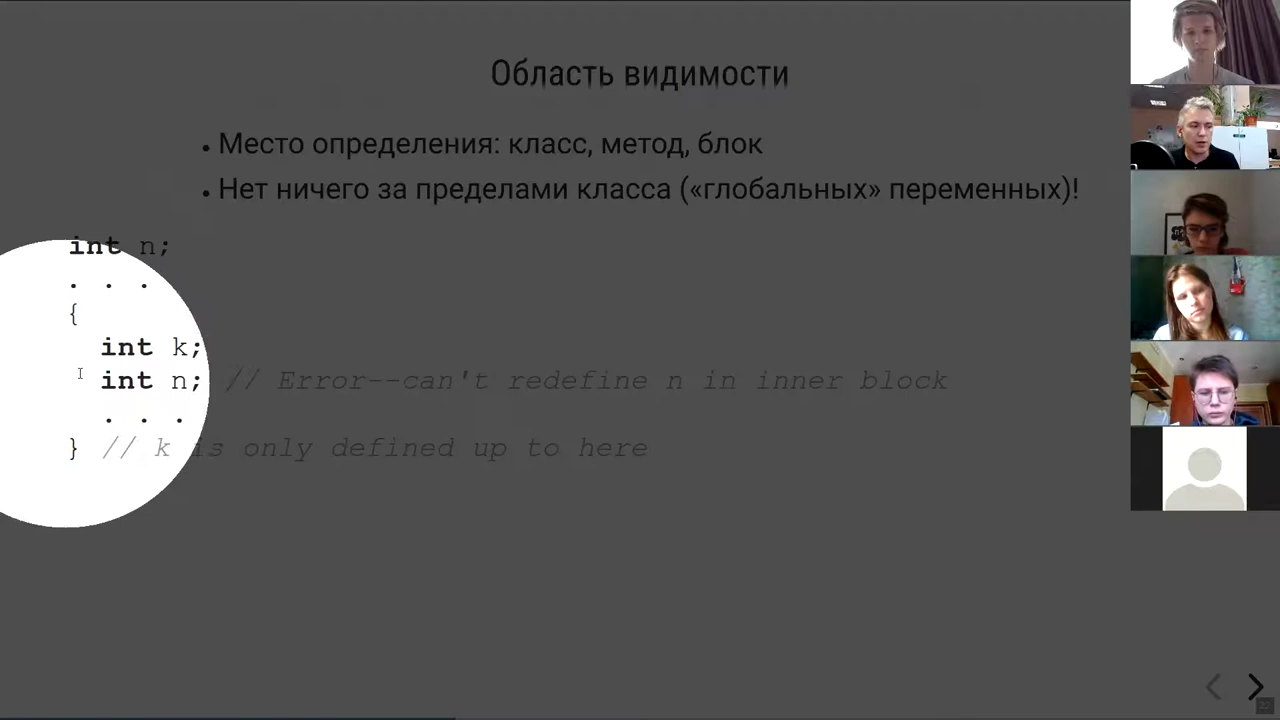 Область видимости
• Место определения: класс, метод, блок
• Нет ничего за пределами класса («глобальных» переменных)!
int n;
. . .
{
int k;
int n; // Error--can't redefine n in inner block
. . .
} // k is only defined up to here